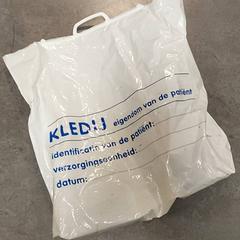 KLEDIJ eigendom van de patiënt
identificatie van de patiënt:
verzorgingseenheid:
datum: